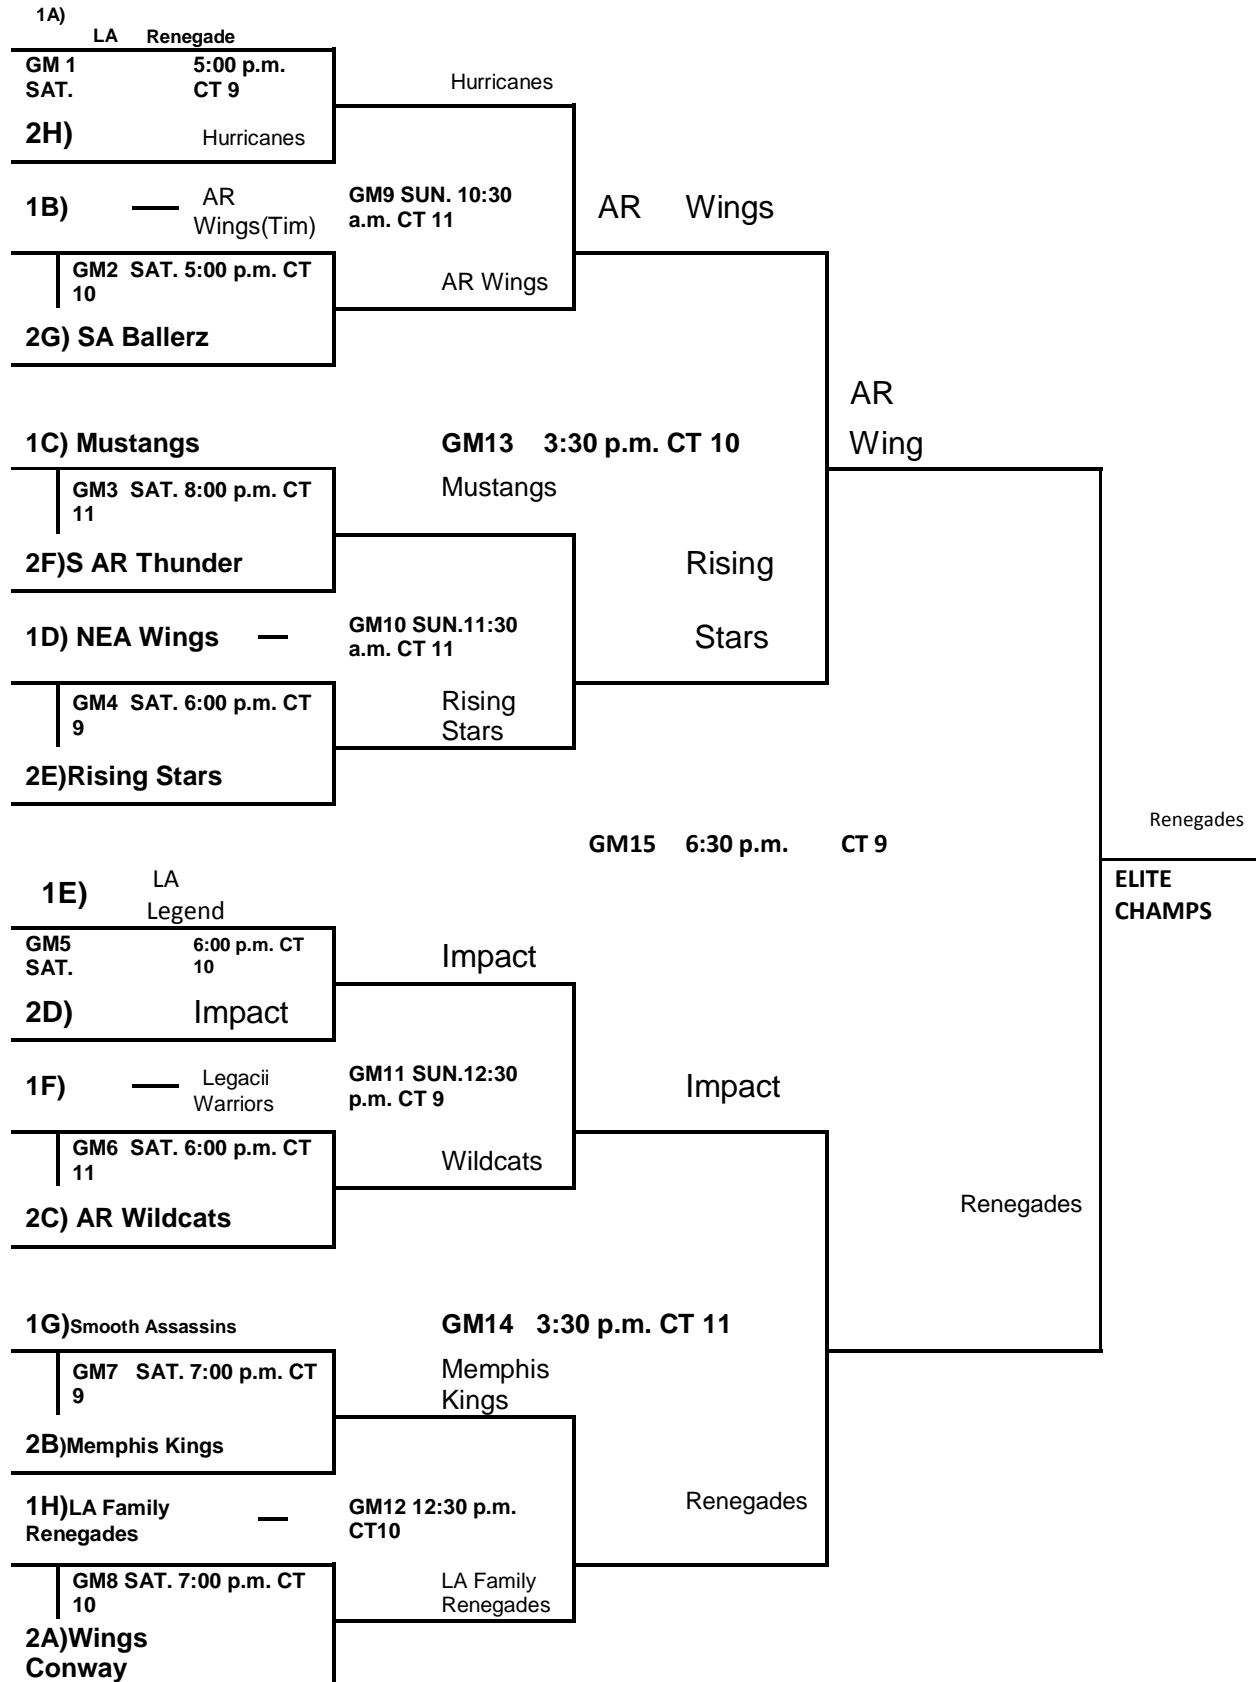 1A)
LA Renegade
GM 1 5:00 p.m.
SAT. CT 9
Hurricanes
2H) Hurricanes
1B) — AR
Wings(Tim)
GM9 SUN. 10:30
a.m. CT 11
AR Wings
GM2 SAT. 5:00 p.m. CT
10
AR Wings
2G) SA Ballerz
AR
Wing
1C) Mustangs
GM13 3:30 p.m. CT 10
Mustangs
GM3 SAT. 8:00 p.m. CT
11
2F)S AR Thunder
Rising
Stars
1D) NEA Wings —
GM10 SUN.11:30
a.m. CT 11
GM4 SAT. 6:00 p.m. CT
9
Rising
Stars
2E)Rising Stars
Renegades
GM15 6:30 p.m. CT 9
ELITE
CHAMPS
1E) LA
Legend
GM5 6:00 p.m. CT
SAT. 10
Impact
2D) Impact
1F) — Legacii
Warriors
GM11 SUN.12:30
p.m. CT 9
Impact
GM6 SAT. 6:00 p.m. CT
11
Wildcats
2C) AR Wildcats
Renegades
1G)Smooth Assassins
GM14 3:30 p.m. CT 11
GM7 SAT. 7:00 p.m. CT
9
Memphis
Kings
2B)Memphis Kings
1H)LA Family
Renegades —
GM12 12:30 p.m.
CT10
Renegades
GM8 SAT. 7:00 p.m. CT
10
LA Family
Renegades
2A)Wings
Conway